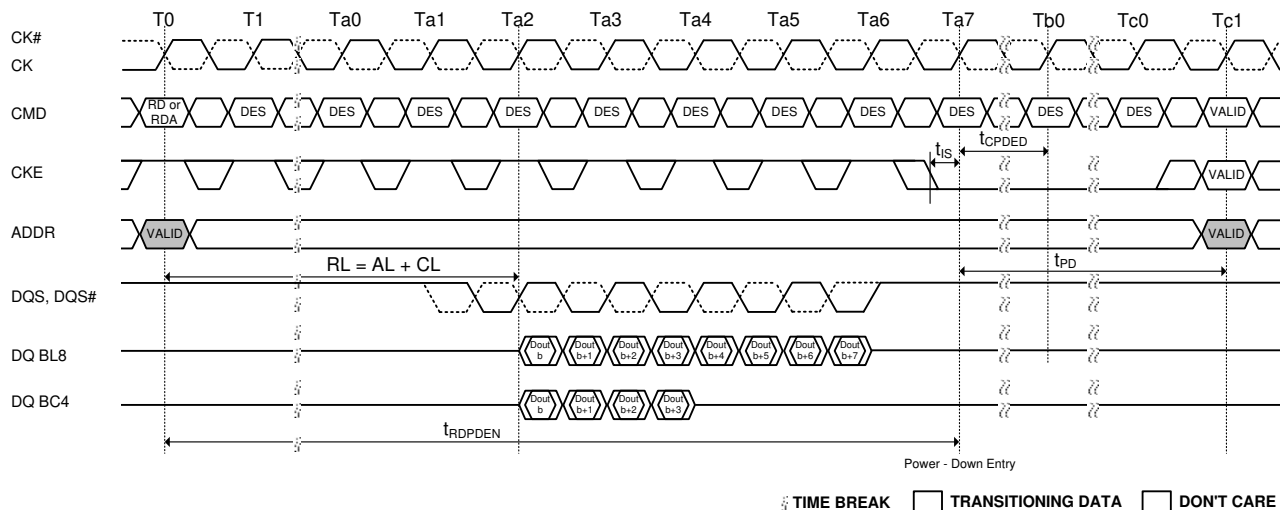 T0 T1 Ta0 Ta1 Ta2 Ta3 Ta4 Ta5 Ta6 Ta7 Tb0 Tc0 Tc1
CK#
CK
CMD RD or RDA DES DES DES DES DES DES DES DES DES DES DES VALID
tIS tCPDED
CKE VALID
ADDR VALID VALID
RL = AL + CL tPD
DQS, DQS#
DQ BL8 Dout b Dout b+1 Dout b+2 Dout b+3 Dout b+4 Dout b+5 Dout b+6 Dout b+7
DQ BC4 Dout b Dout b+1 Dout b+2 Dout b+3
tRDPDEN
Power - Down Entry
TIME BREAK TRANSITIONING DATA DON'T CARE